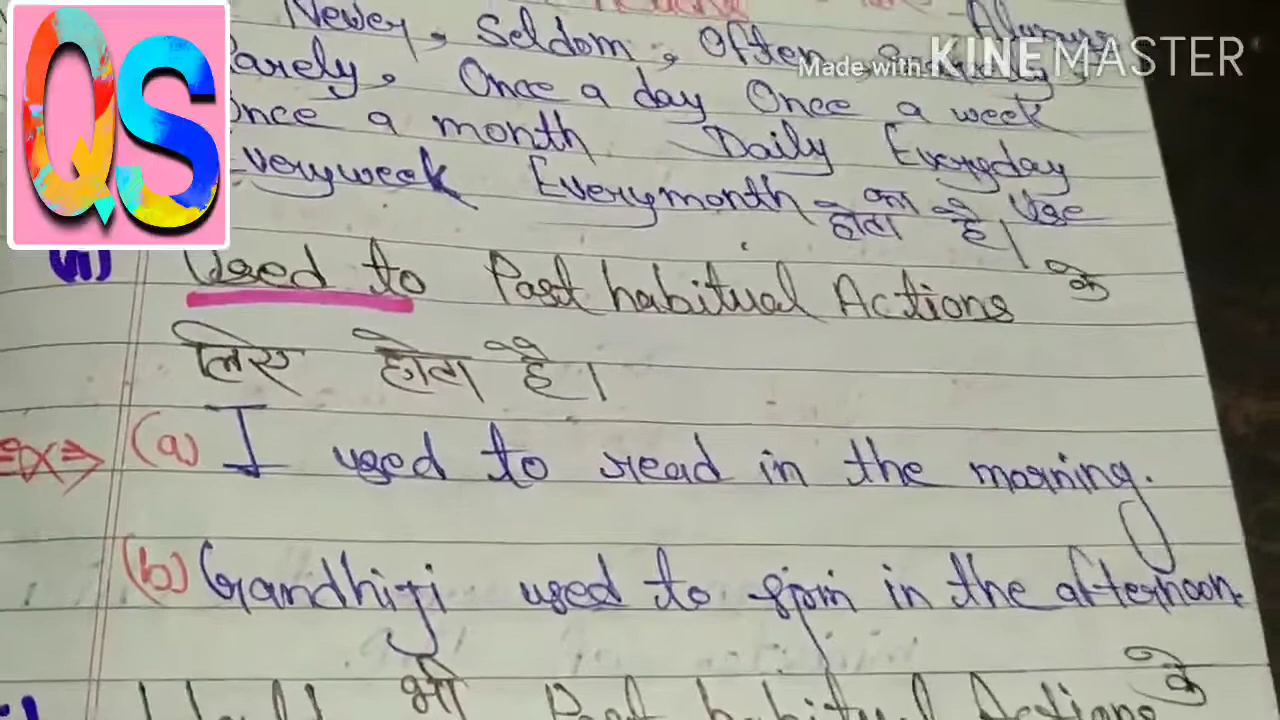 Always
Never, Seldom, Often
Made with KINEMASTER
Rarely, Once a day Once a week
Once a month Daily Everyday
Everyweek Everymonth का Use
होता है।
QS
Used to Past habitual Actions के
लिए होता है।
Ex ⇒ (a) I used to read in the morning.
(b) Gandhiji used to spin in the afternoon.
भी Past habitual Actions के